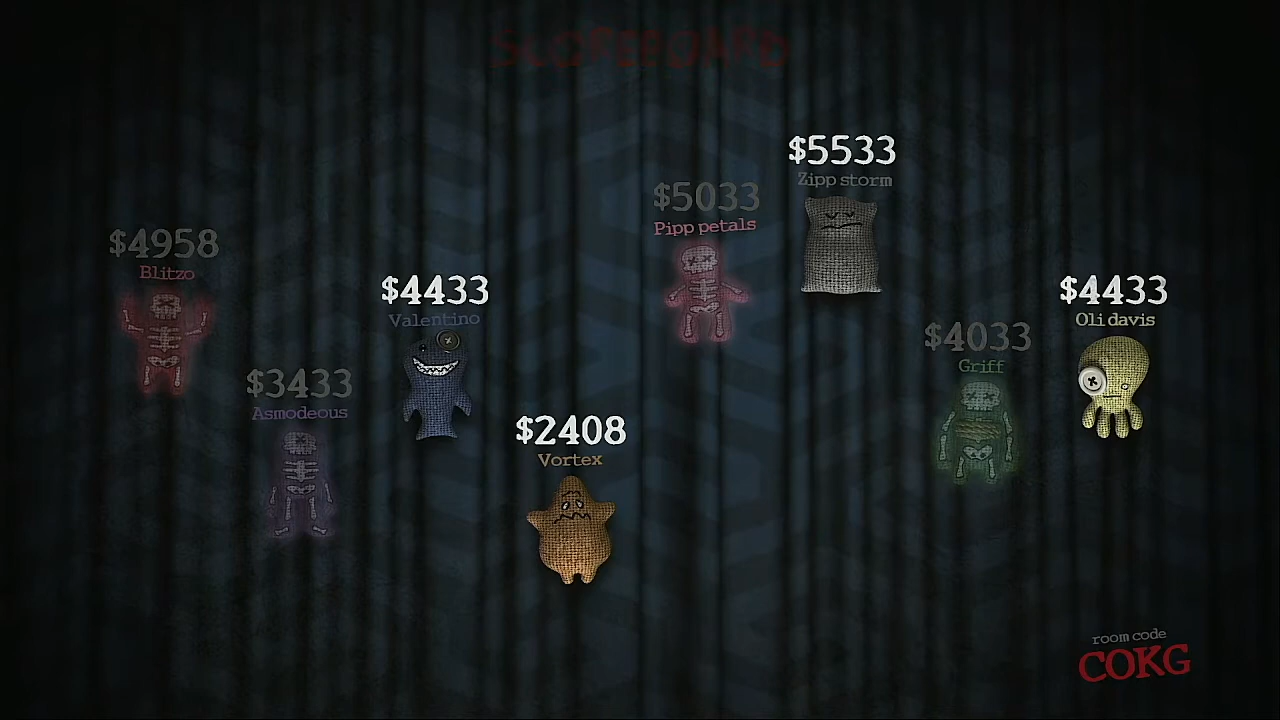 SCOREBOARD
$4958
Blitzo
$3433
Asmodeous
$4433
Valentino
$2408
Vortex
$5033
Pipp petals
$5533
Zipp storm
$4033
Griff
$4433
Oli davis
room code
COKG